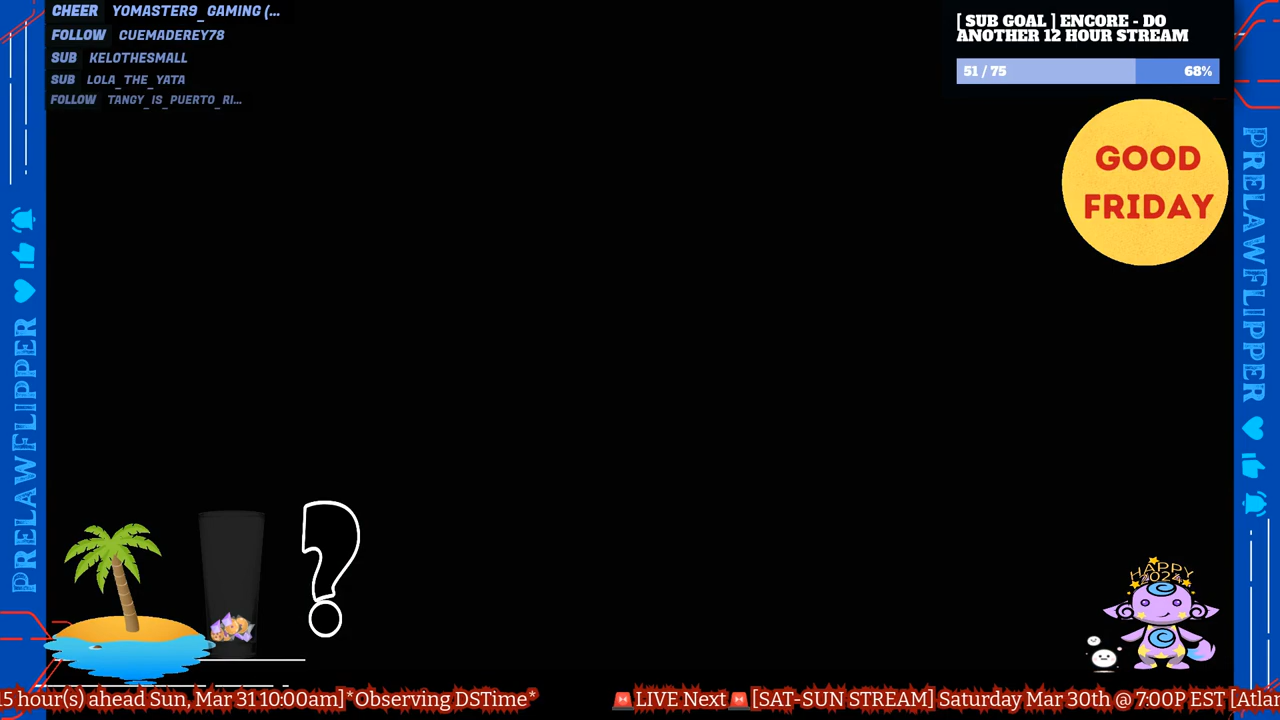 CHEER YOMASTER9_GAMING (...
FOLLOW CUEMADEREY78
SUB KELOTHESMALL
SUB LOLA_THE_YATA
FOLLOW TANGY_IS_PUERTO_RI...
[ SUB GOAL ] ENCORE - DO
ANOTHER 12 HOUR STREAM
51 / 75 68%
GOOD
FRIDAY
PRELAWFLIPPER
PRELAWFLIPPER
HAPPY
2024
15 hour(s) ahead Sun, Mar 31 10:00am]*Observing DSTime* 🚨LIVE Next🚨[SAT-SUN STREAM] Saturday Mar 30th @ 7:00P EST [Atlan